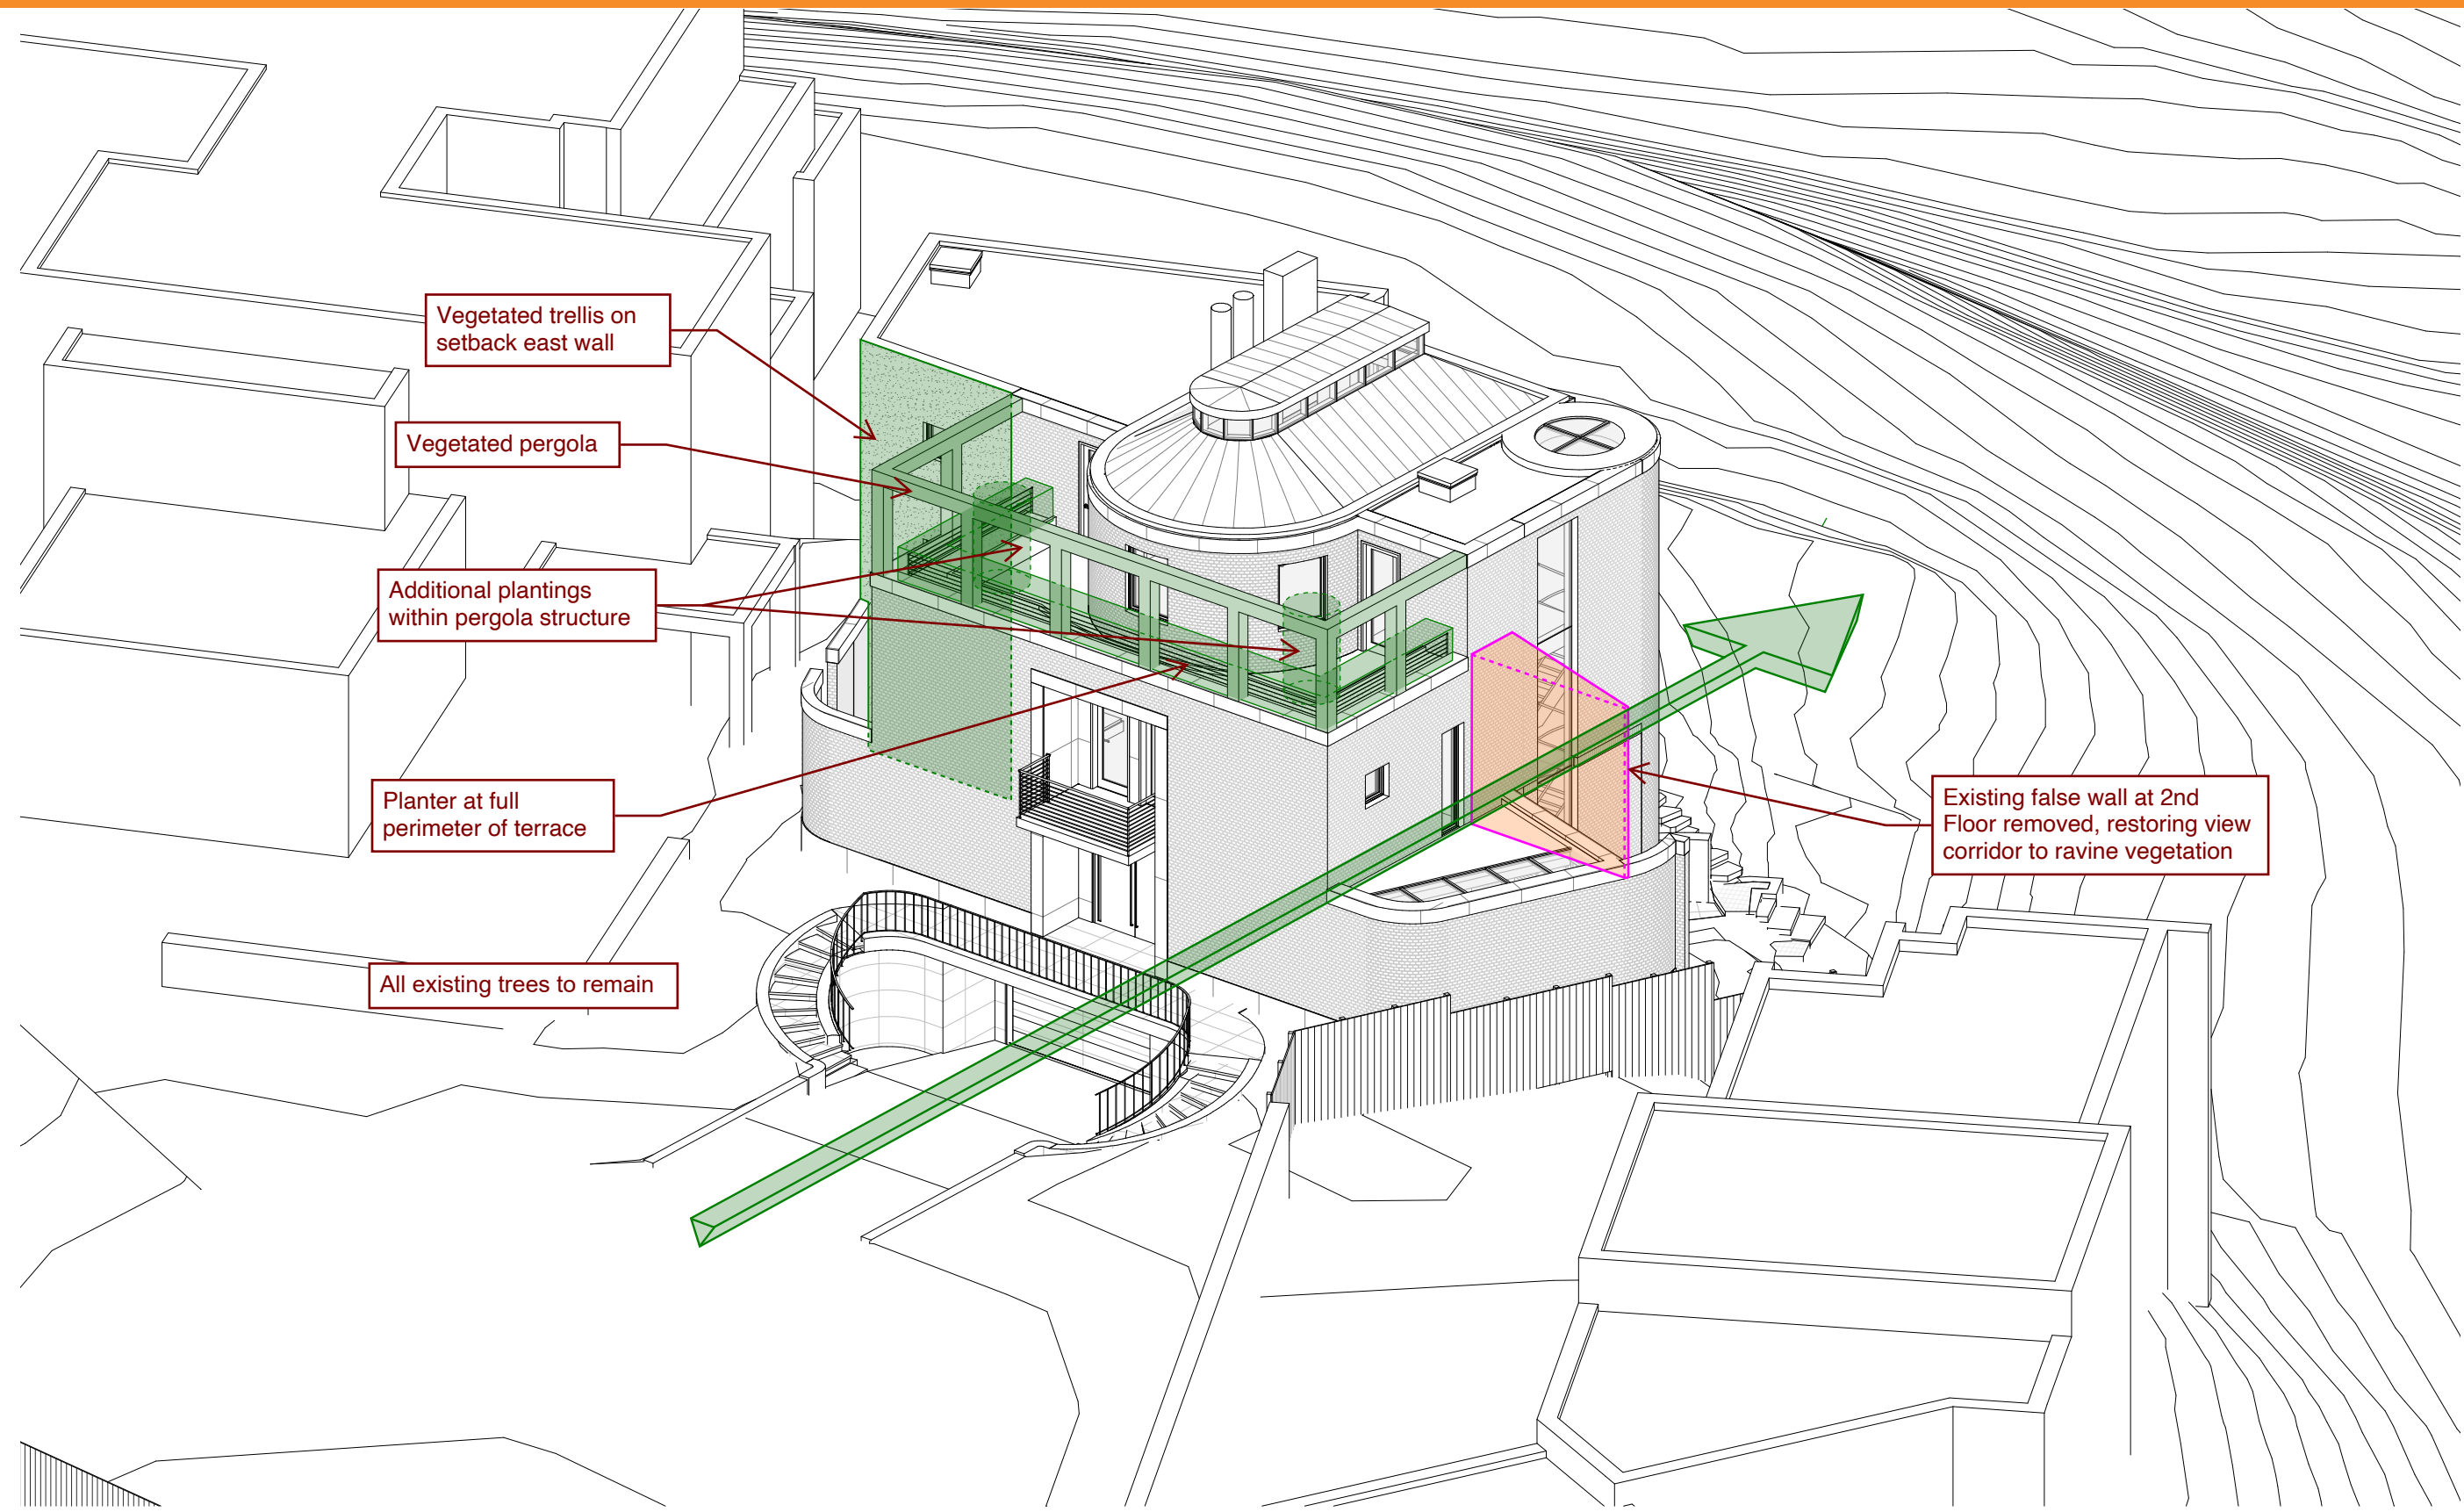 Vegetated trellis on
setback east wall
Vegetated pergola
Additional plantings
within pergola structure
Planter at full
perimeter of terrace
Existing false wall at 2nd
Floor removed, restoring view
corridor to ravine vegetation
All existing trees to remain